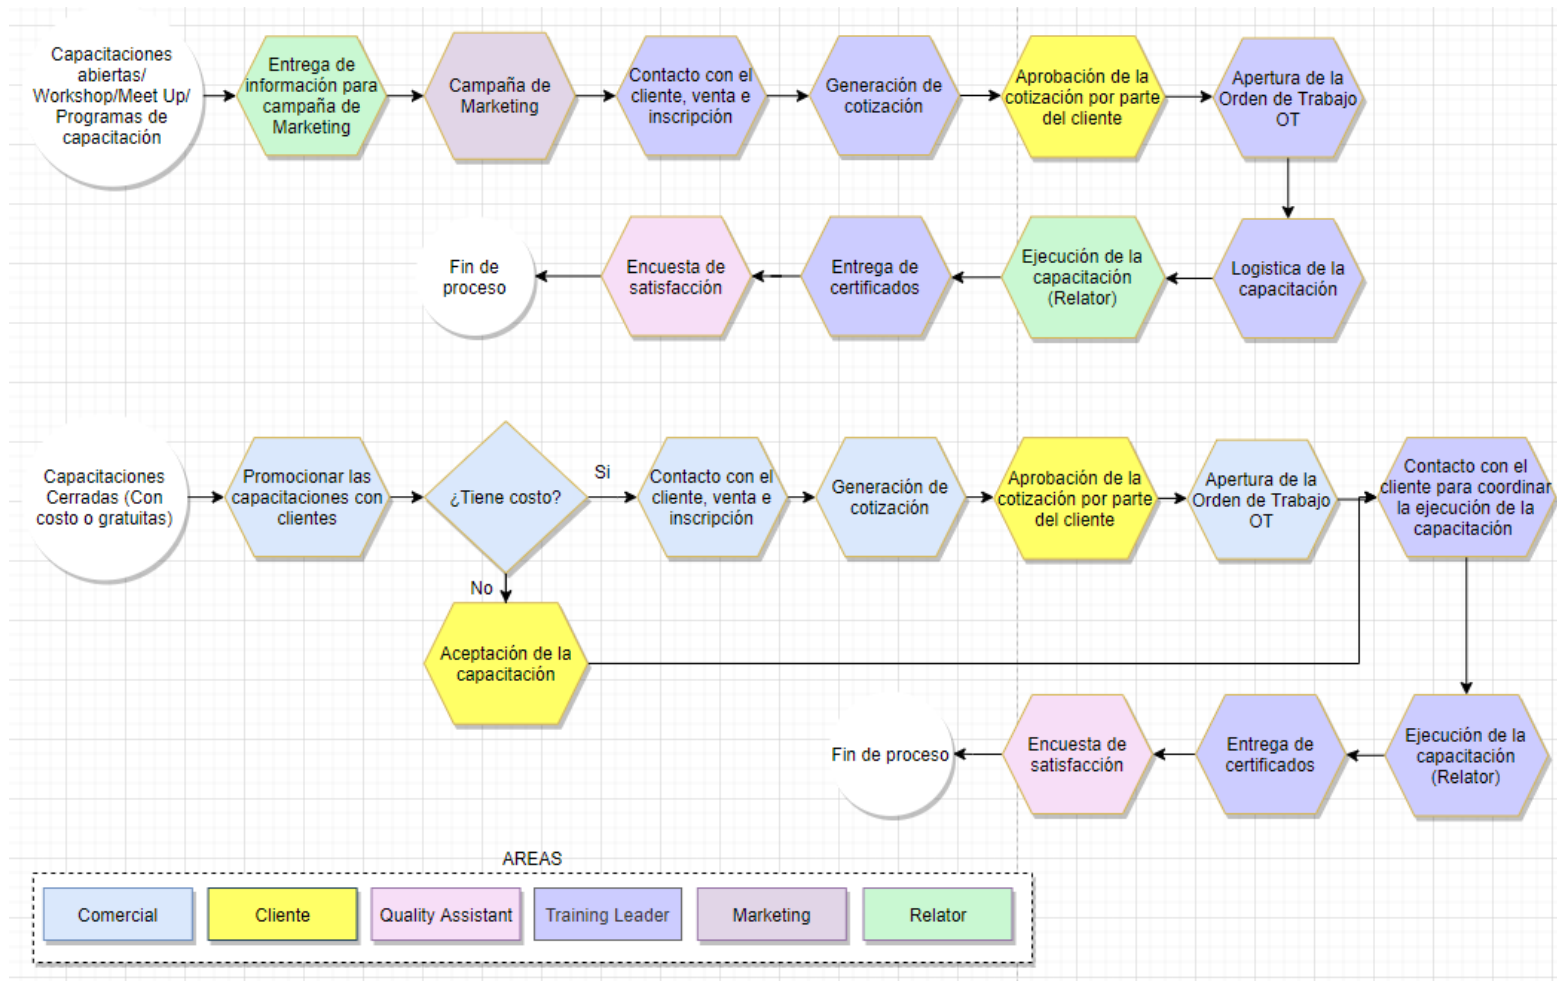 Capacitaciones
abiertas/
Workshop/Meet Up/
Programas de
capacitación
Entrega de
información para
campaña de
Marketing
Campaña de
Marketing
Contacto con el
cliente, venta e
inscripción
Generación de
cotización
Aprobación de la
cotización por parte
del cliente
Apertura de la
Orden de Trabajo
OT
Logistica de la
capacitación
Ejecución de la
capacitación
(Relator)
Entrega de
certificados
Encuesta de
satisfacción
Fin de
proceso
Capacitaciones
Cerradas (Con
costo o gratuitas)
Promocionar las
capacitaciones con
clientes
¿Tiene costo?
Si
No
Contacto con el
cliente, venta e
inscripción
Generación de
cotización
Aprobación de la
cotización por parte
del cliente
Apertura de la
Orden de Trabajo
OT
Contacto con el
cliente para coordinar
la ejecución de la
capacitación
Aceptación de la
capacitación
Ejecución de la
capacitación
(Relator)
Entrega de
certificados
Encuesta de
satisfacción
Fin de proceso
AREAS
Comercial
Cliente
Quality Assistant
Training Leader
Marketing
Relator